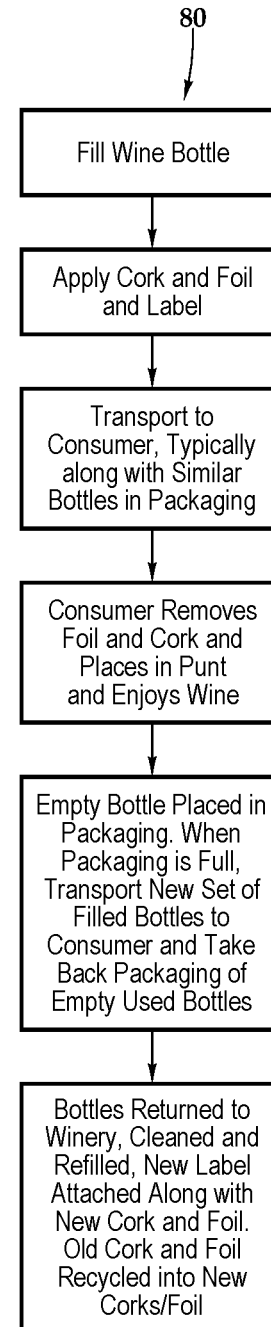 80
Fill Wine Bottle
Apply Cork and Foil
and Label
Transport to
Consumer, Typically
along with Similar
Bottles in Packaging
Consumer Removes
Foil and Cork and
Places in Punt
and Enjoys Wine
Empty Bottle Placed in
Packaging. When
Packaging is Full,
Transport New Set of
Filled Bottles to
Consumer and Take
Back Packaging of
Empty Used Bottles
Bottles Returned to
Winery, Cleaned and
Refilled, New Label
Attached Along with
New Cork and Foil.
Old Cork and Foil
Recycled into New
Corks/Foil